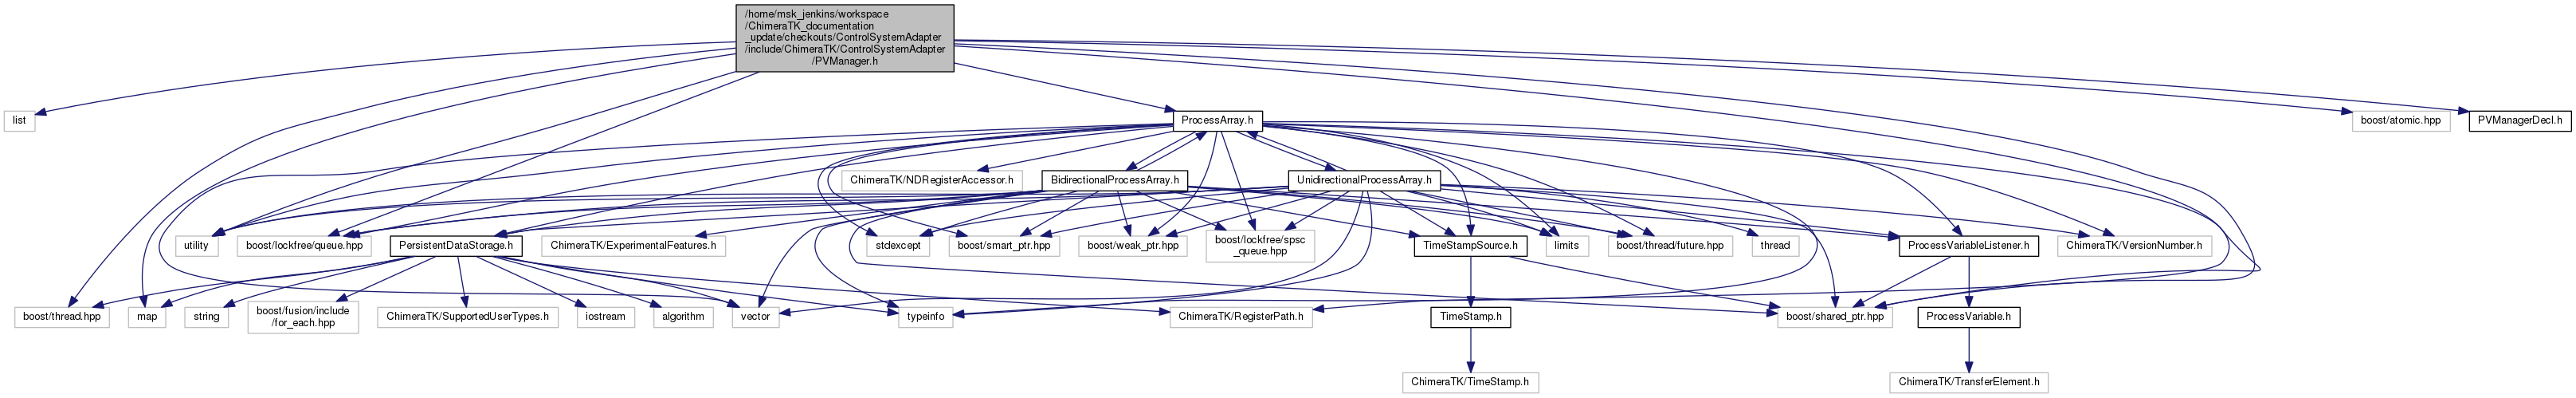 /home/msk_jenkins/workspace
/ChimeraTK_documentation
_update/checkouts/ControlSystemAdapter
/include/ChimeraTK/ControlSystemAdapter
/PVManager.h
list
ProcessArray.h
boost/atomic.hpp
PVManagerDecl.h
ChimeraTK/NDRegisterAccessor.h
BidirectionalProcessArray.h
UnidirectionalProcessArray.h
utility
boost/lockfree/queue.hpp
PersistentDataStorage.h
ChimeraTK/ExperimentalFeatures.h
stdexcept
boost/smart_ptr.hpp
boost/weak_ptr.hpp
boost/lockfree/spsc
_queue.hpp
TimeStampSource.h
limits
boost/thread/future.hpp
thread
ProcessVariableListener.h
ChimeraTK/VersionNumber.h
boost/thread.hpp
map
string
boost/fusion/include
/for_each.hpp
ChimeraTK/SupportedUserTypes.h
iostream
algorithm
vector
typeinfo
ChimeraTK/RegisterPath.h
TimeStamp.h
boost/shared_ptr.hpp
ProcessVariable.h
ChimeraTK/TimeStamp.h
ChimeraTK/TransferElement.h